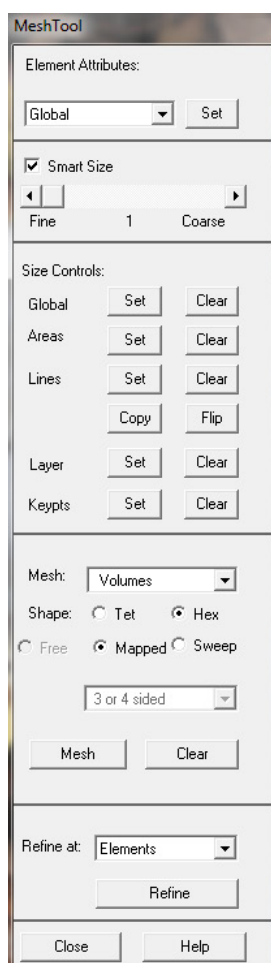 MeshTool
Element Attributes:
Global Set
Smart Size
Fine 1 Coarse
Size Controls:
Global Set Clear
Areas Set Clear
Lines Set Clear
Copy Flip
Layer Set Clear
Keypts Set Clear
Mesh: Volumes
Shape: Tet Hex
Free Mapped Sweep
3 or 4 sided
Mesh Clear
Refine at: Elements
Refine
Close Help